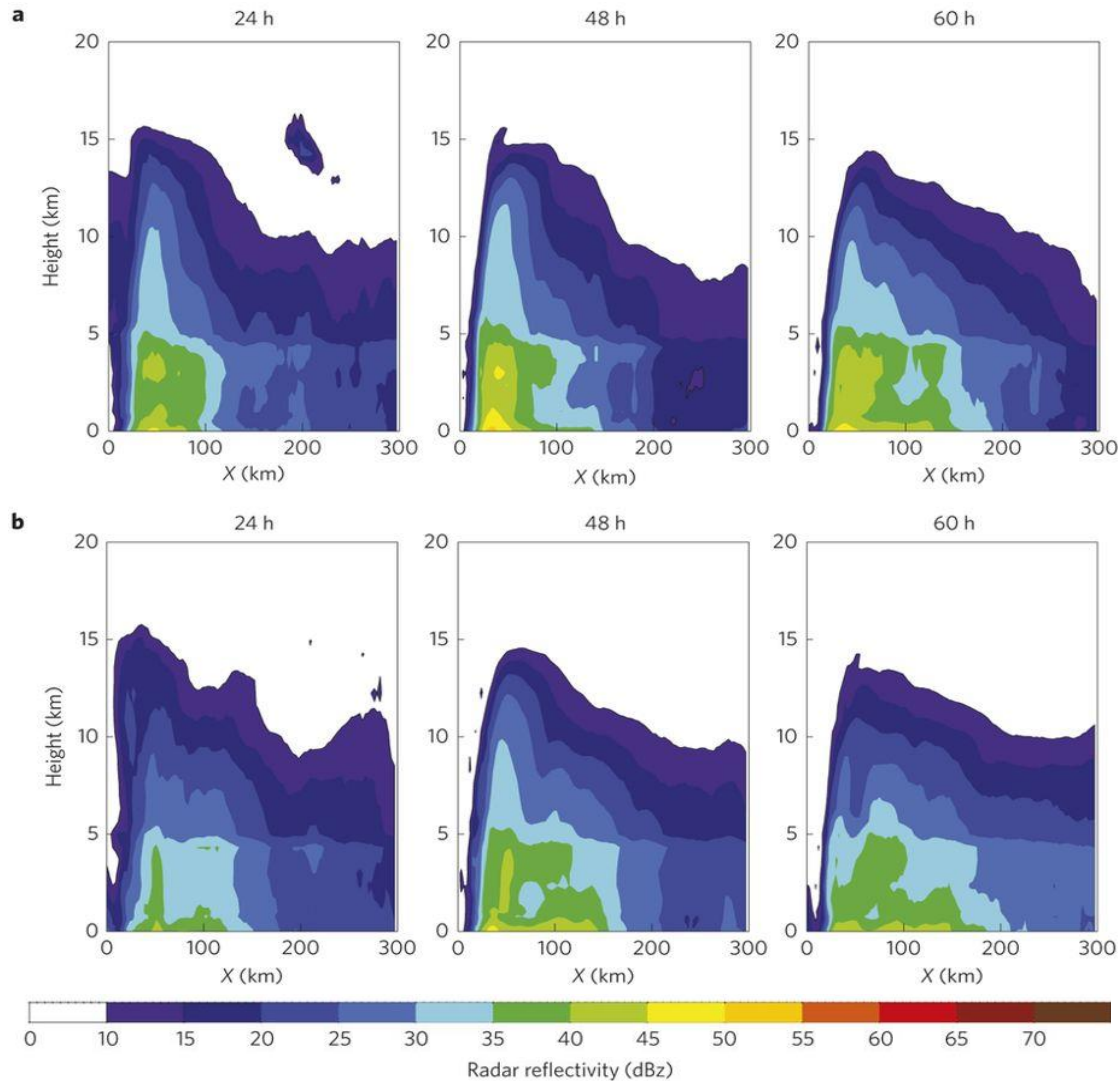 a
24 h 48 h 60 h
20 20 20
15 15 15
Height (km)
10 10 10
5 5 5
0 0 0
0 100 200 300 0 100 200 300 0 100 200 300
X (km) X (km) X (km)
b
24 h 48 h 60 h
20 20 20
15 15 15
Height (km)
10 10 10
5 5 5
0 0 0
0 100 200 300 0 100 200 300 0 100 200 300
X (km) X (km) X (km)
0 10 15 20 25 30 35 40 45 50 55 60 65 70
Radar reflectivity (dBz)